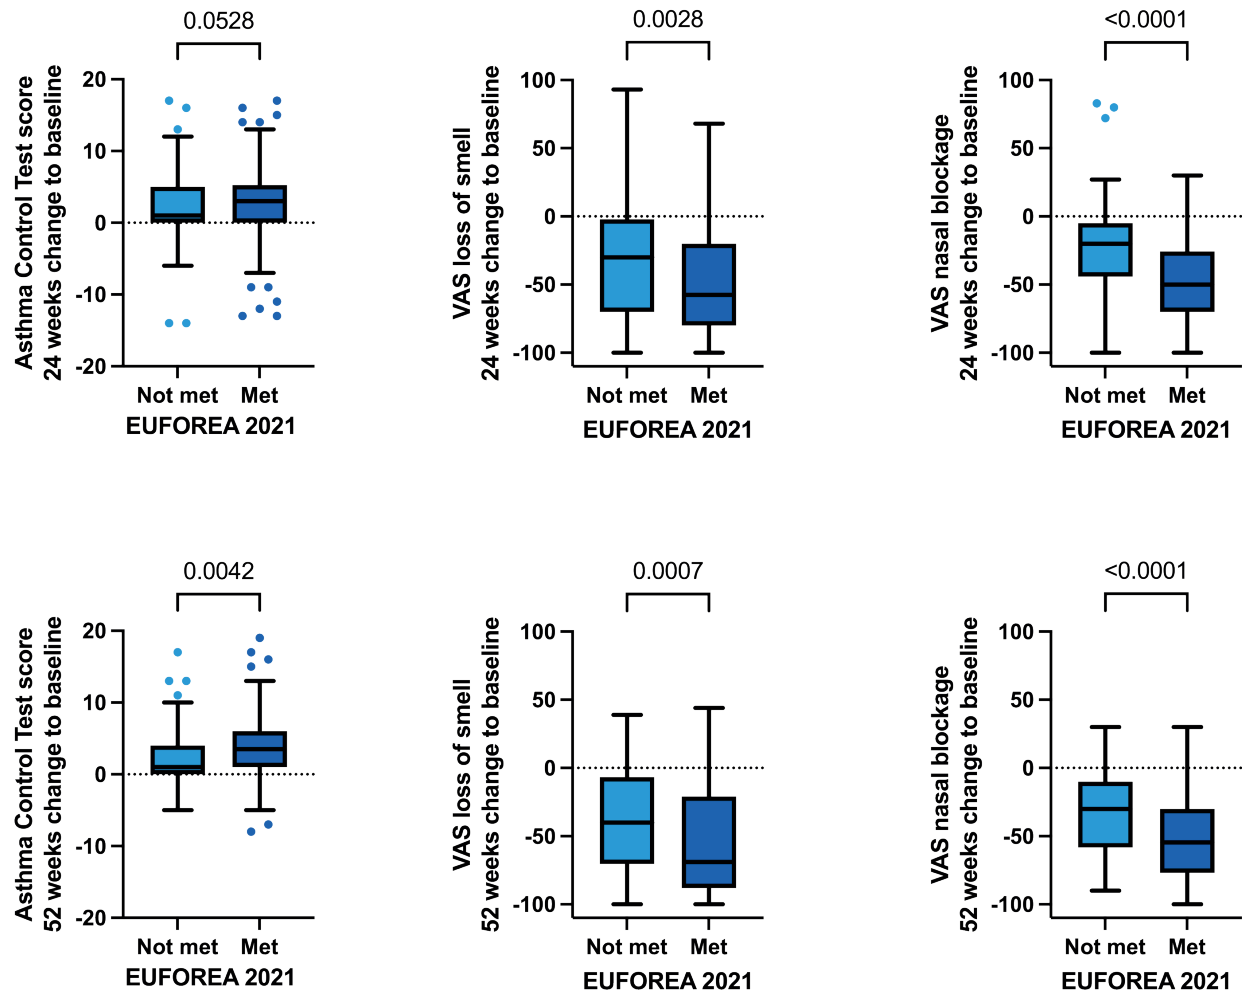 0.0528
Asthma Control Test score
24 weeks change to baseline
20
10
0
-10
-20
Not met Met
EUFOREA 2021
0.0028
VAS loss of smell
24 weeks change to baseline
100
50
0
-50
-100
Not met Met
EUFOREA 2021
<0.0001
VAS nasal blockage
24 weeks change to baseline
100
50
0
-50
-100
Not met Met
EUFOREA 2021
0.0042
Asthma Control Test score
52 weeks change to baseline
20
10
0
-10
-20
Not met Met
EUFOREA 2021
0.0007
VAS loss of smell
52 weeks change to baseline
100
50
0
-50
-100
Not met Met
EUFOREA 2021
<0.0001
VAS nasal blockage
52 weeks change to baseline
100
50
0
-50
-100
Not met Met
EUFOREA 2021